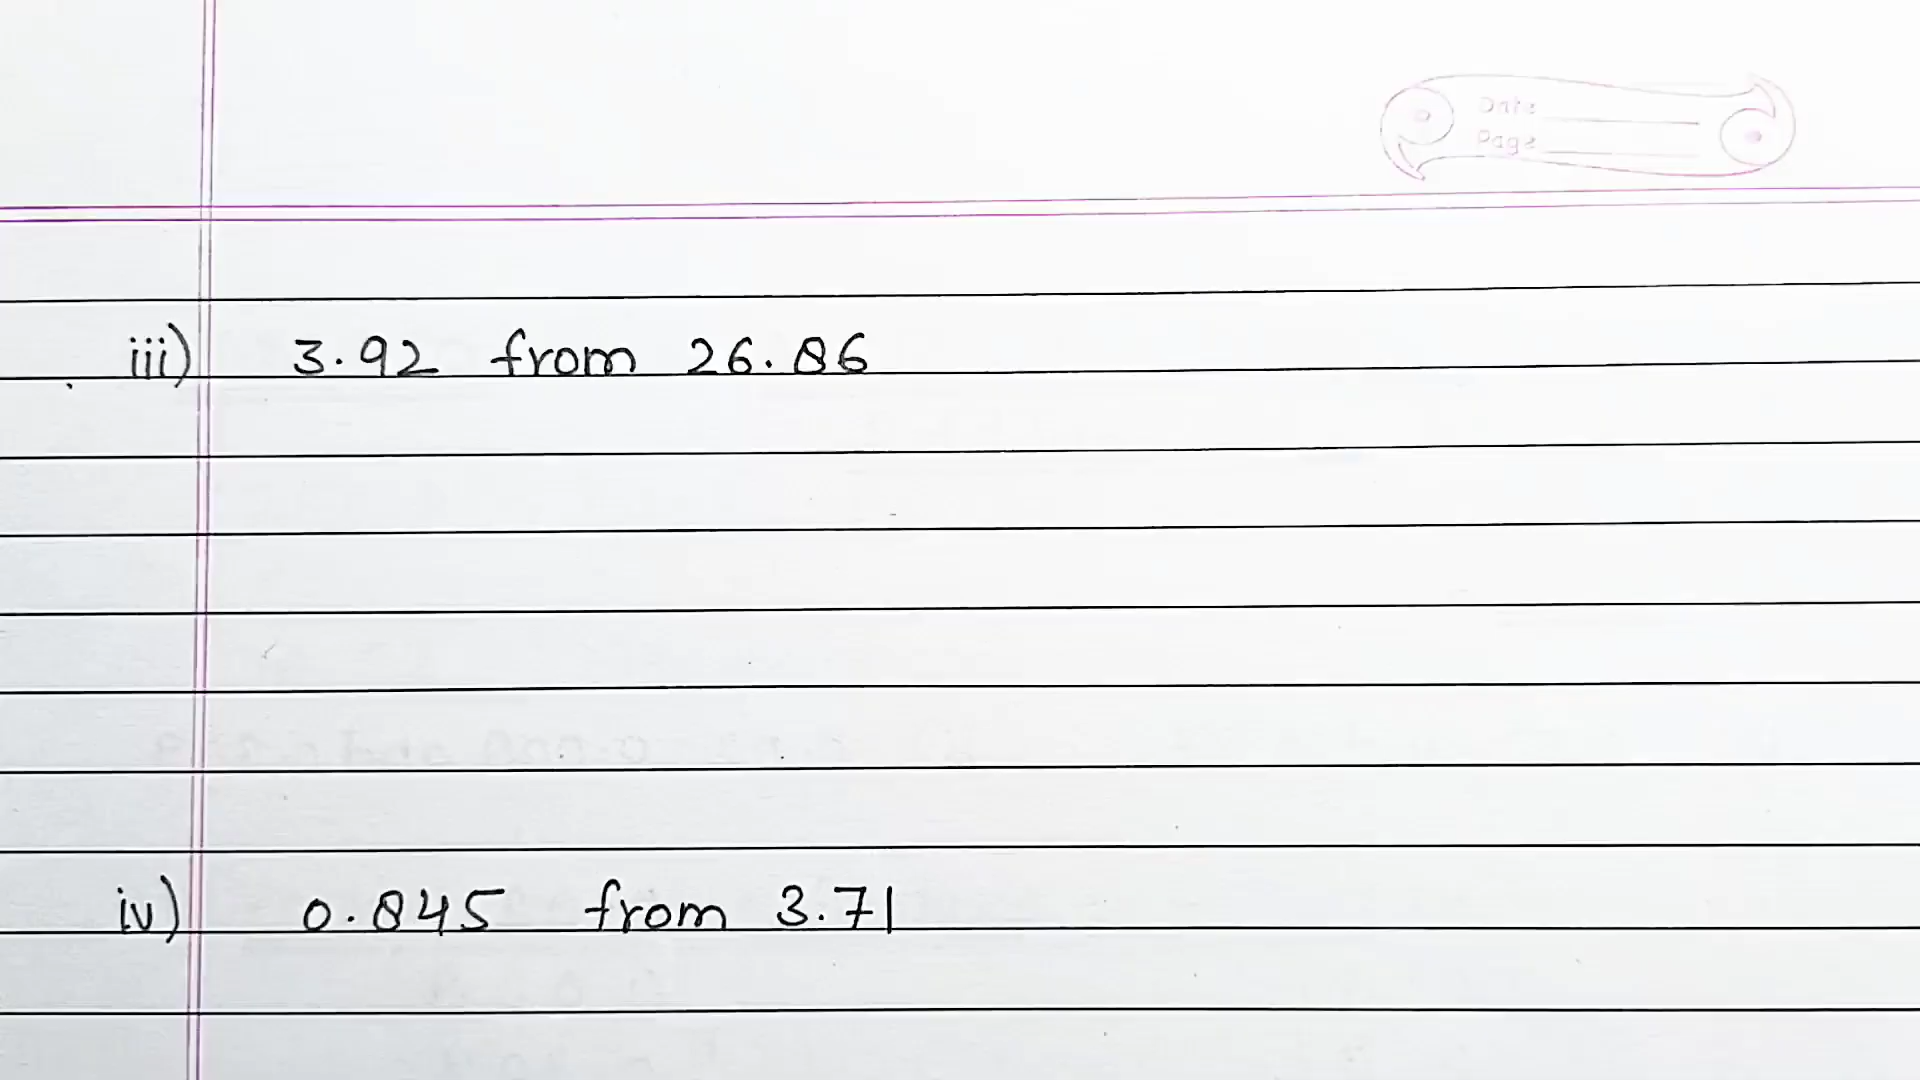 Date
Page
iii) 3.92 from 26.86
iv) 0.845 from 3.71